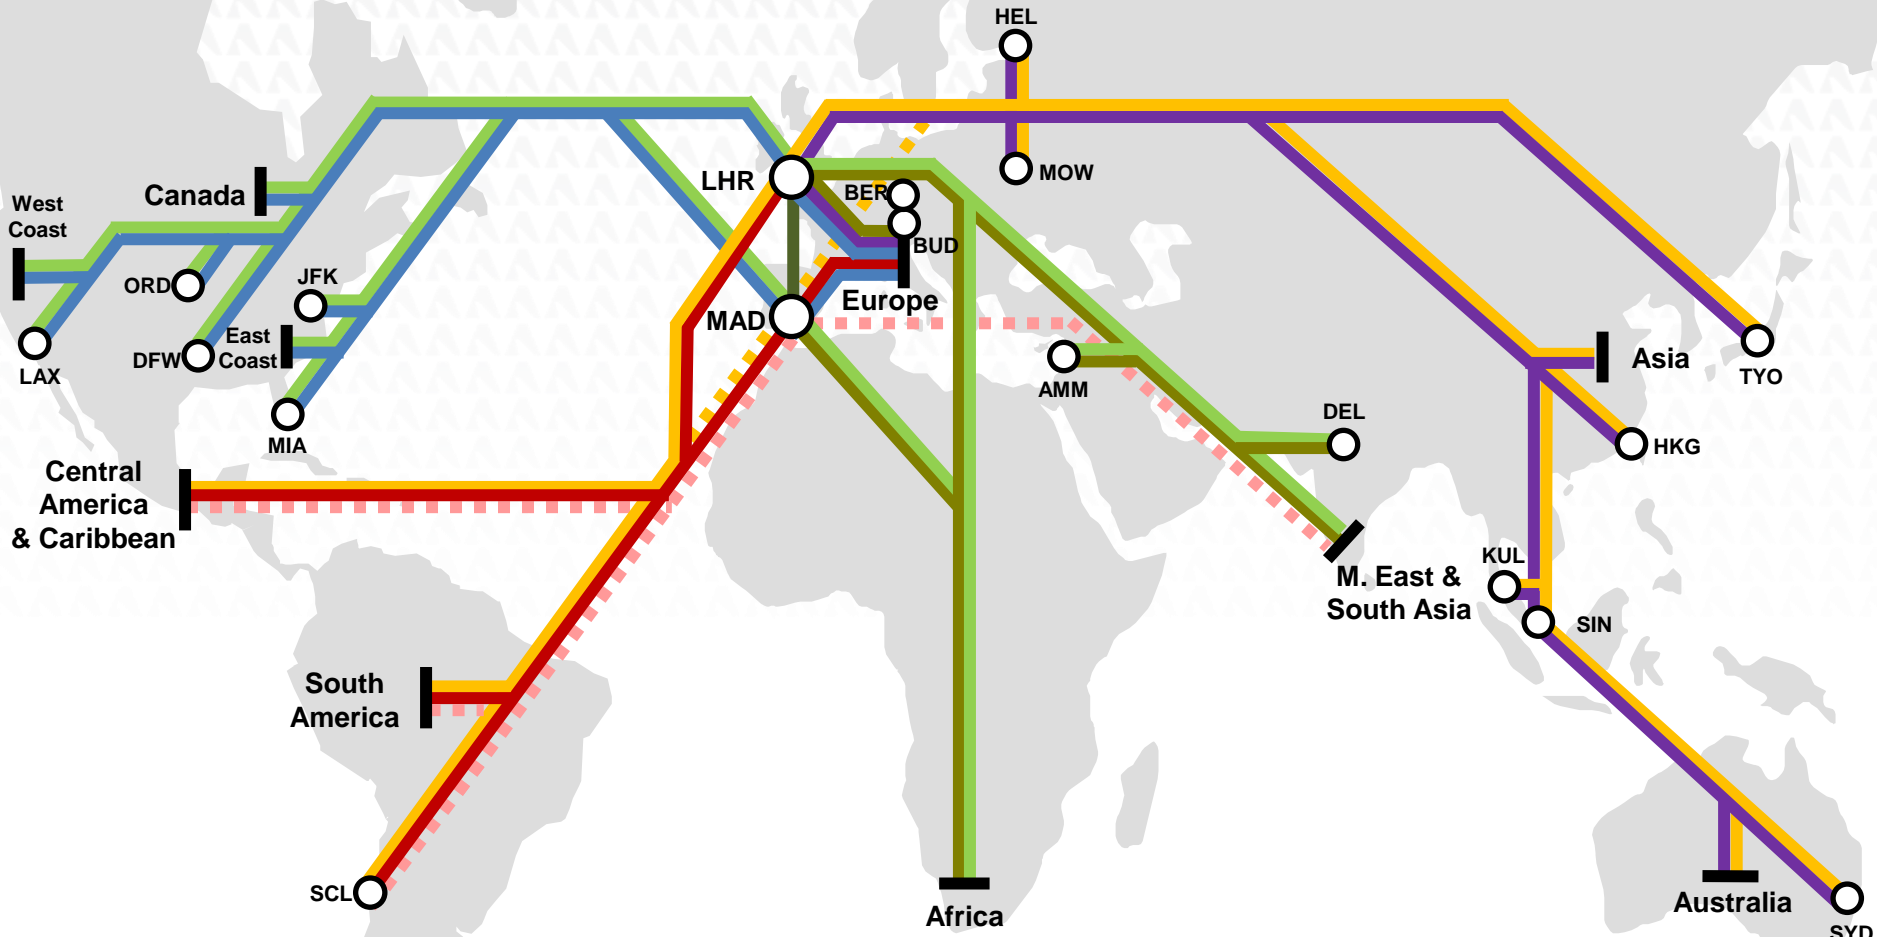 HEL
MOW
LHR
BER
BUD
Canada
West
Coast
ORD
JFK
Europe
MAD
East
Coast
DFW
LAX
MIA
AMM
Asia
TYO
DEL
HKG
Central
America
& Caribbean
KUL
M. East &
South Asia
SIN
South
America
SCL
Africa
Australia
SYD